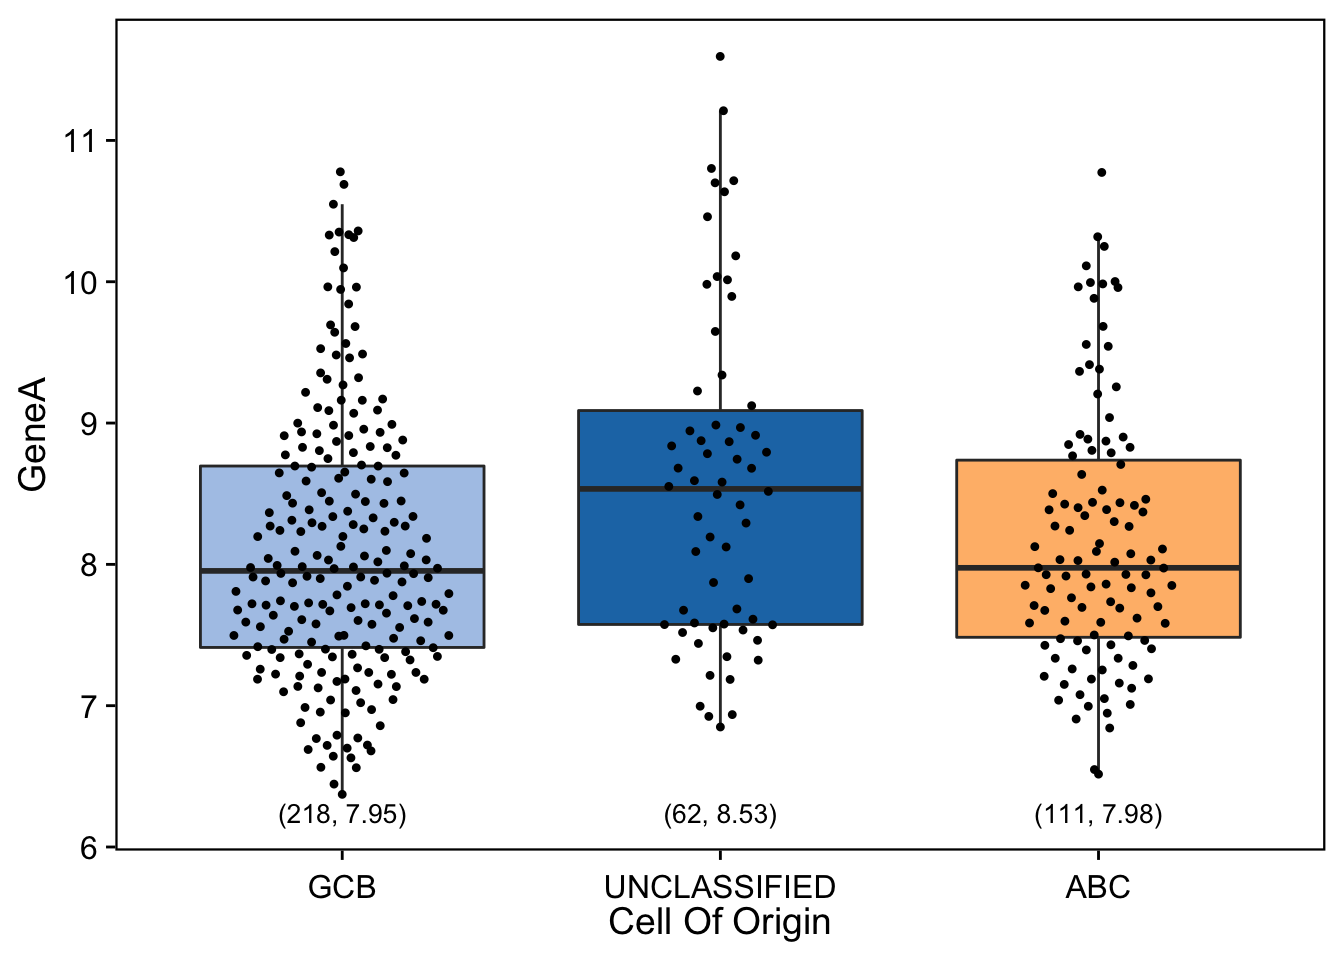 GeneA
11
10
9
8
7
6
(218, 7.95)
(62, 8.53)
(111, 7.98)
GCB
UNCLASSIFIED
ABC
Cell Of Origin